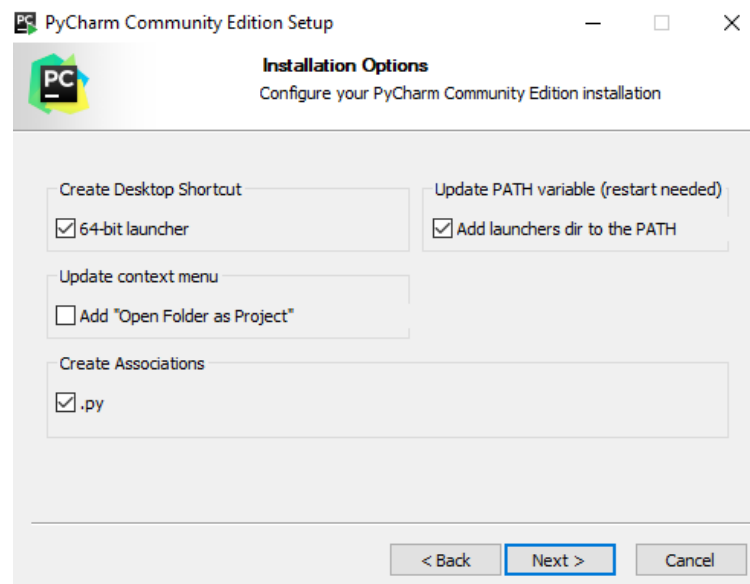 PyCharm Community Edition Setup
PC
Installation Options
Configure your PyCharm Community Edition installation
Create Desktop Shortcut
64-bit launcher
Update PATH variable (restart needed)
Add launchers dir to the PATH
Update context menu
Add "Open Folder as Project"
Create Associations
.py
< Back
Next >
Cancel